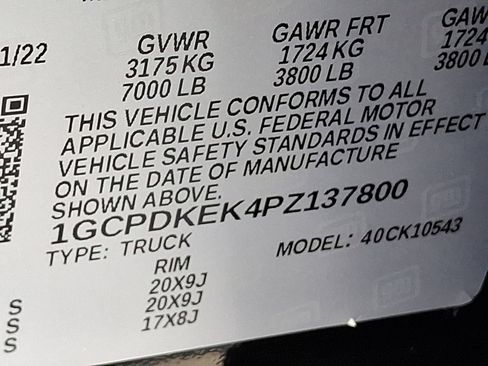 1/22
GVWR
3175 KG
7000 LB
GAWR FRT
1724 KG
3800 LB
GAW
1724
3800
THIS VEHICLE CONFORMS TO ALL
APPLICABLE U.S. FEDERAL MOTOR
VEHICLE SAFETY STANDARDS IN EFFECT
ON THE DATE OF MANUFACTURE
SHOWN ABOVE.
1GCPDKEK4PZ137800
TYPE: TRUCK
MODEL: 40CK10543
RIM
20X9J
S 20X9J
S 17X8J
S